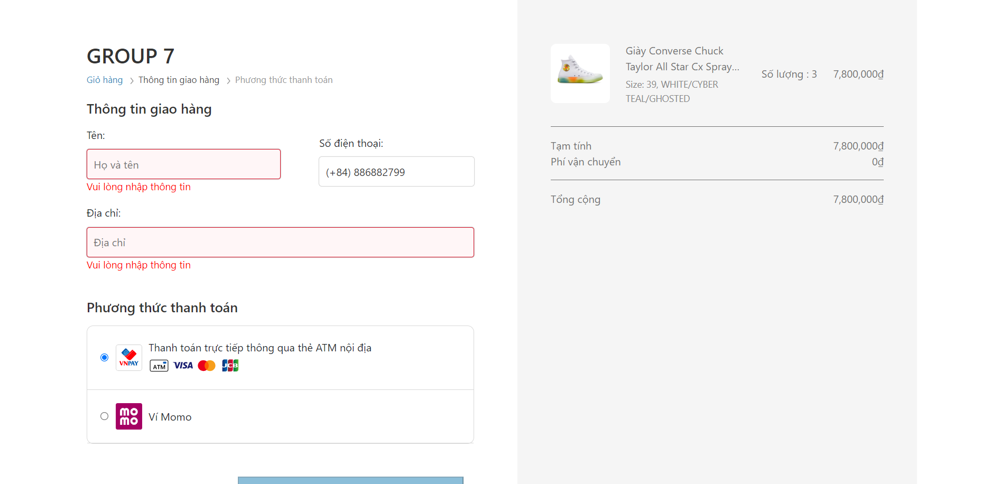 GROUP 7
Giỏ hàng > Thông tin giao hàng > Phương thức thanh toán
Thông tin giao hàng
Tên:
Họ và tên
Vui lòng nhập thông tin
Số điện thoại:
(+84) 886882799
Địa chỉ:
Địa chỉ
Vui lòng nhập thông tin
Phương thức thanh toán
VNPAY
Thanh toán trực tiếp thông qua thẻ ATM nội địa
ATM VISA JCB
mo
mo
Ví Momo
Giày Converse Chuck
Taylor All Star Cx Spray...
Size: 39, WHITE/CYBER
TEAL/GHOSTED
Số lượng : 3
7,800,000₫
Tạm tính 7,800,000₫
Phí vận chuyển 0₫
Tổng cộng 7,800,000₫